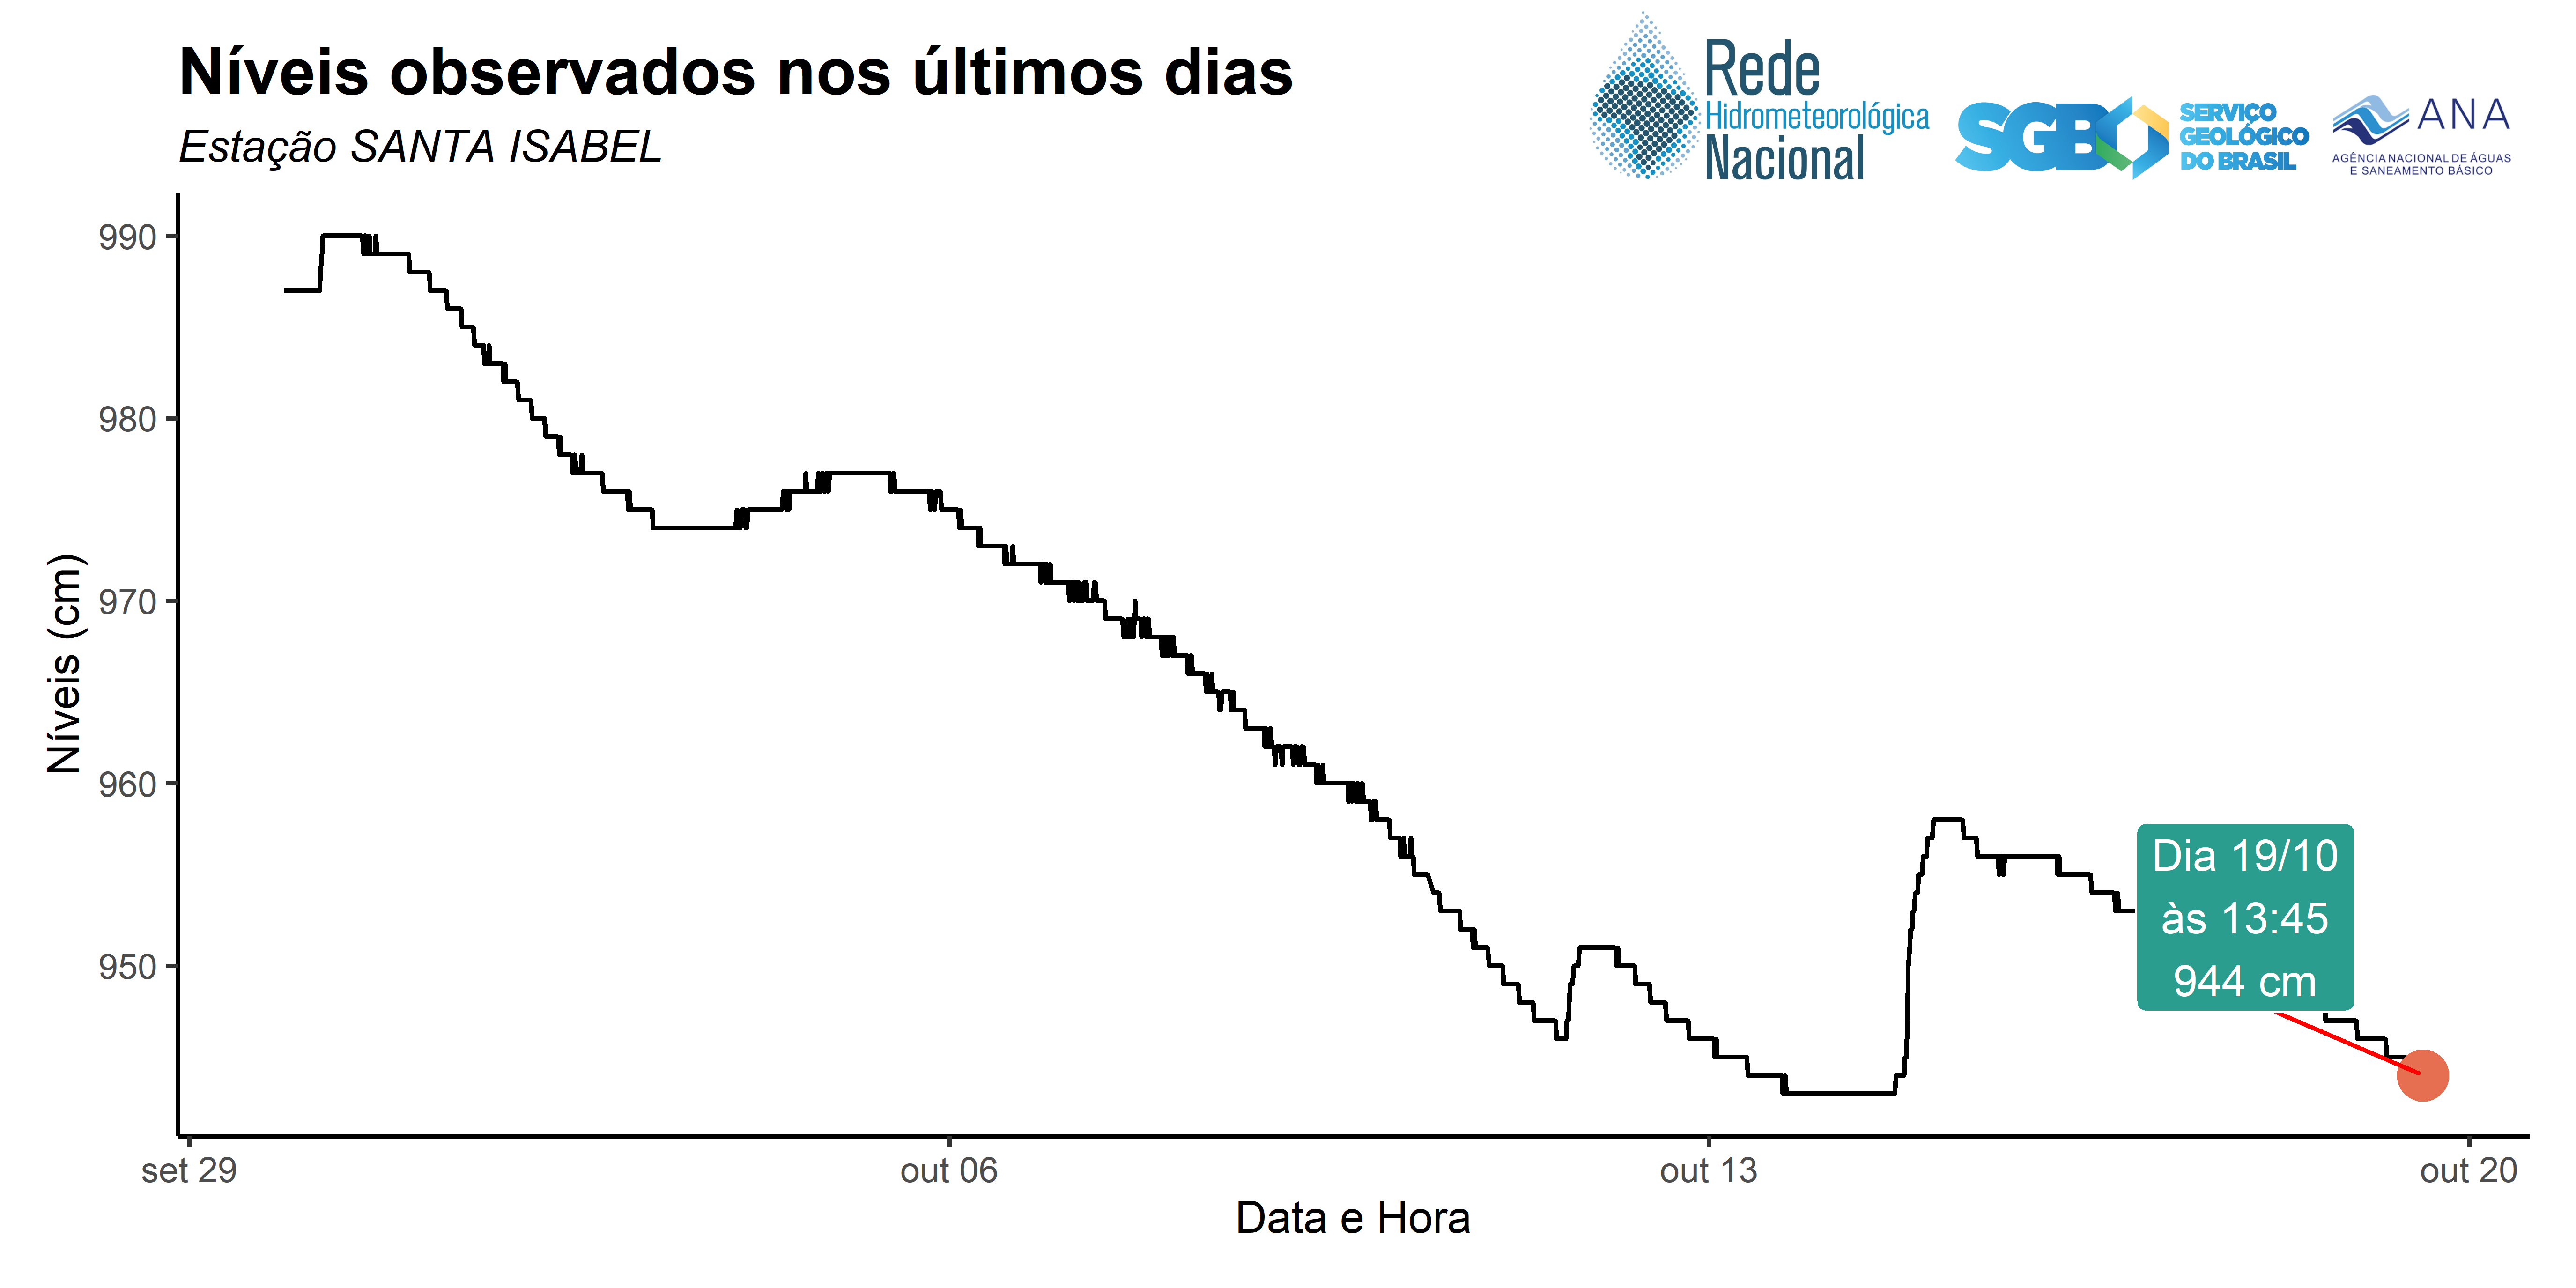 Níveis observados nos últimos dias
Estação SANTA ISABEL
Rede
Hidrometeorológica
Nacional
SGB
SERVIÇO
GEOLÓGICO
DO BRASIL
ANA
AGÊNCIA NACIONAL DE ÁGUAS
E SANEAMENTO BÁSICO
Níveis (cm)
990
980
970
960
950
Dia 19/10
às 13:45
944 cm
set 29
out 06
out 13
out 20
Data e Hora